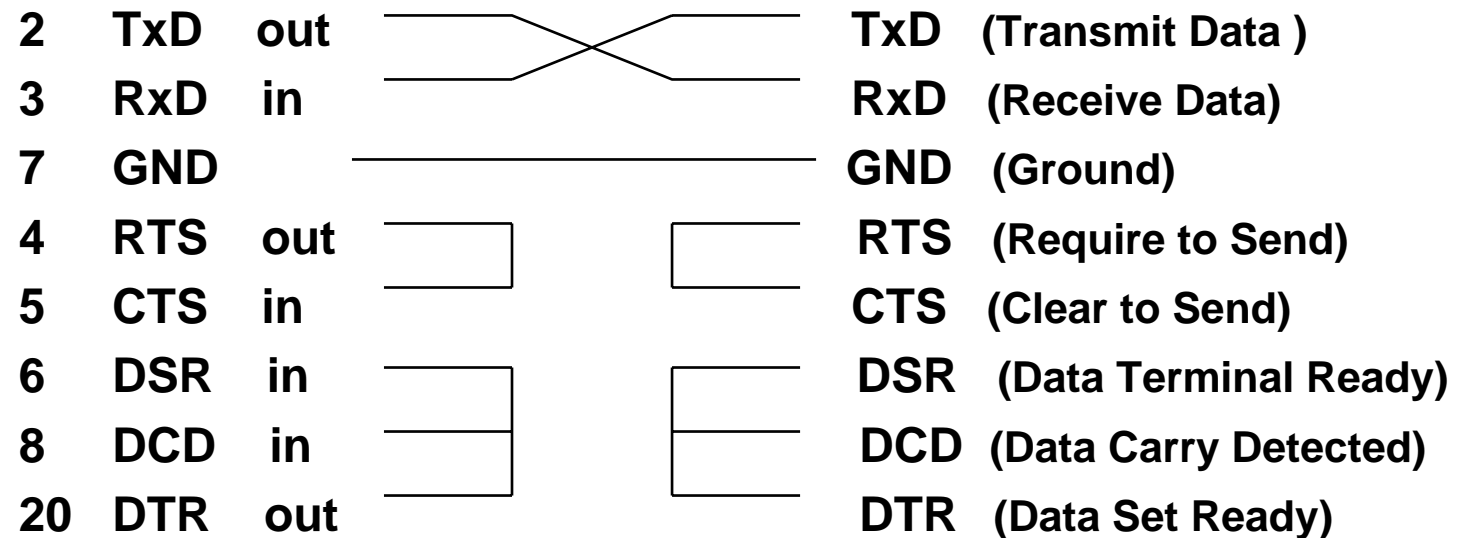 2 TxD out TxD (Transmit Data )
3 RxD in RxD (Receive Data)
7 GND GND (Ground)
4 RTS out RTS (Require to Send)
5 CTS in CTS (Clear to Send)
6 DSR in DSR (Data Terminal Ready)
8 DCD in DCD (Data Carry Detected)
20 DTR out DTR (Data Set Ready)